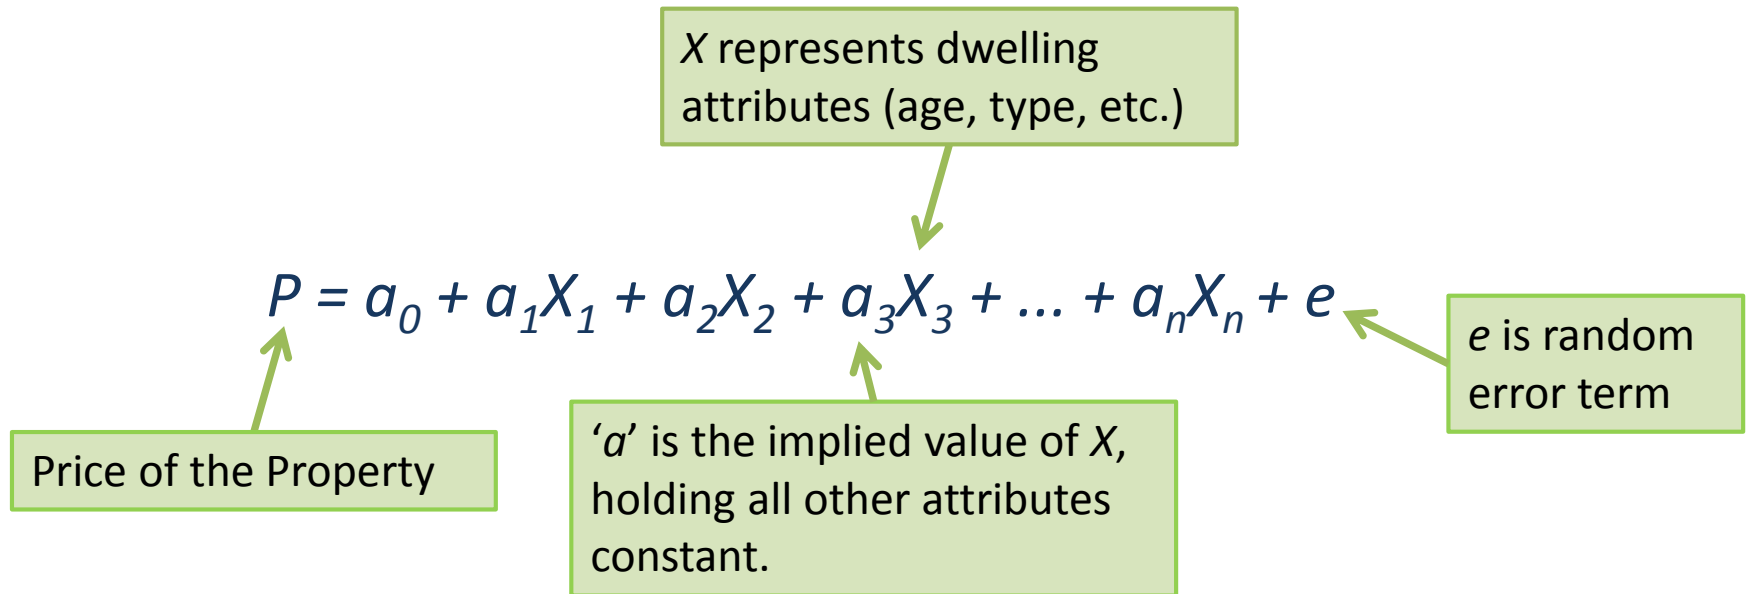 X represents dwelling
attributes (age, type, etc.)
P = a₀ + a₁X₁ + a₂X₂ + a₃X₃ + ... + aₙXₙ + e
e is random
error term
Price of the Property
‘a’ is the implied value of X,
holding all other attributes
constant.